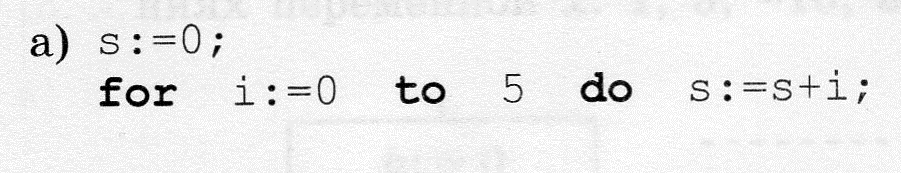 а) s:=0;
for i:=0 to 5 do s:=s+i;